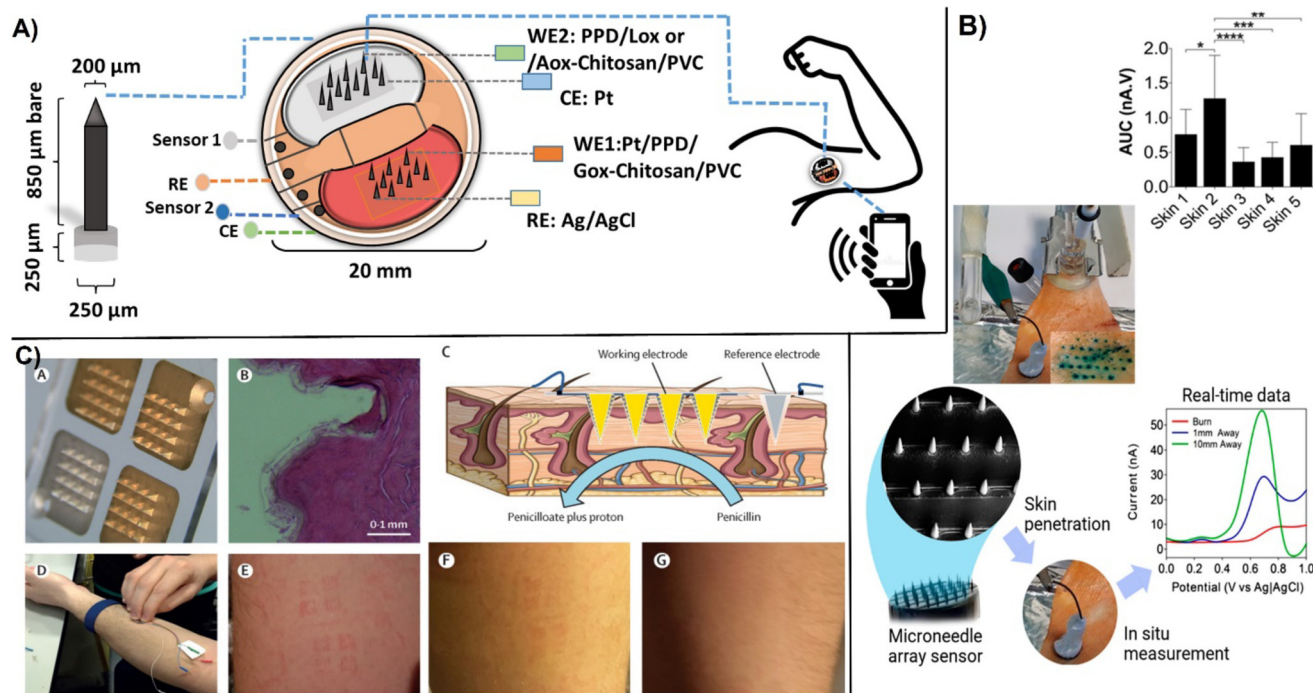 A)
200 µm
850 µm bare
250 µm
250 µm
Sensor 1
RE
Sensor 2
CE
20 mm
WE2: PPD/Lox or
/Aox-Chitosan/PVC
CE: Pt
WE1:Pt/PPD/
Gox-Chitosan/PVC
RE: Ag/AgCl
B)
**
***
****
*
AUC (nA.V)
2.0
1.5
1.0
0.5
0.0
Skin 1
Skin 2
Skin 3
Skin 4
Skin 5
Microneedle
array sensor
Skin
penetration
In situ
measurement
Real-time data
Burn
1mm Away
10mm Away
Current (nA)
50
40
30
20
10
0
0.0 0.2 0.4 0.6 0.8 1.0
Potential (V vs Ag|AgCl)
C)
A
B
0·1 mm
C
Working electrode
Reference electrode
Penicilloate plus proton
Penicillin
D
E
F
G